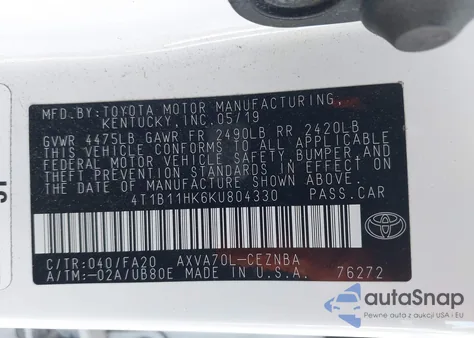 MFD.BY:TOYOTA MOTOR MANUFACTURING,
KENTUCKY,INC.05/19
GVWR 4475LB GAWR FR 2490LB RR 2420LB
THIS VEHICLE CONFORMS TO ALL APPLICABLE
FEDERAL MOTOR VEHICLE SAFETY,BUMPER,AND
THEFT PREVENTION STANDARDS IN EFFECT ON
THE DATE OF MANUFACTURE SHOWN ABOVE.
4T1B11HK6KU804330 PASS.CAR
C/TR:040/FA20 AXVA70L-CEZNBA
A/TM:-02A/UB80E MADE IN U.S.A. 76272
TOYOTA
autoSnap
Pewne auta z aukcji w USA